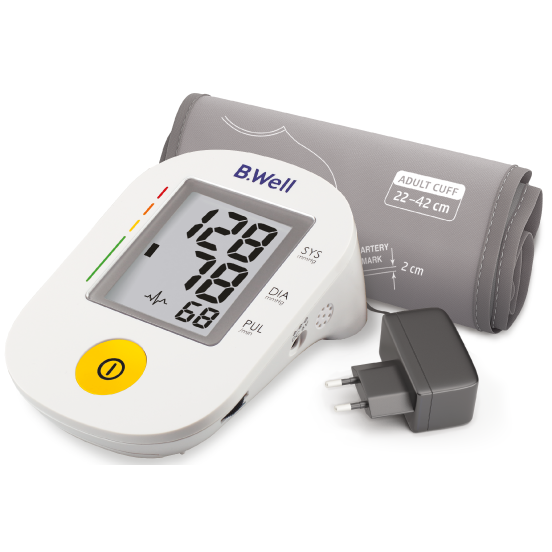 B.Well
128
SYS
mmHg
78
DIA
mmHg
68
PUL
/min
ADULT CUFF
22-42 cm
ARTERY
MARK
2 cm